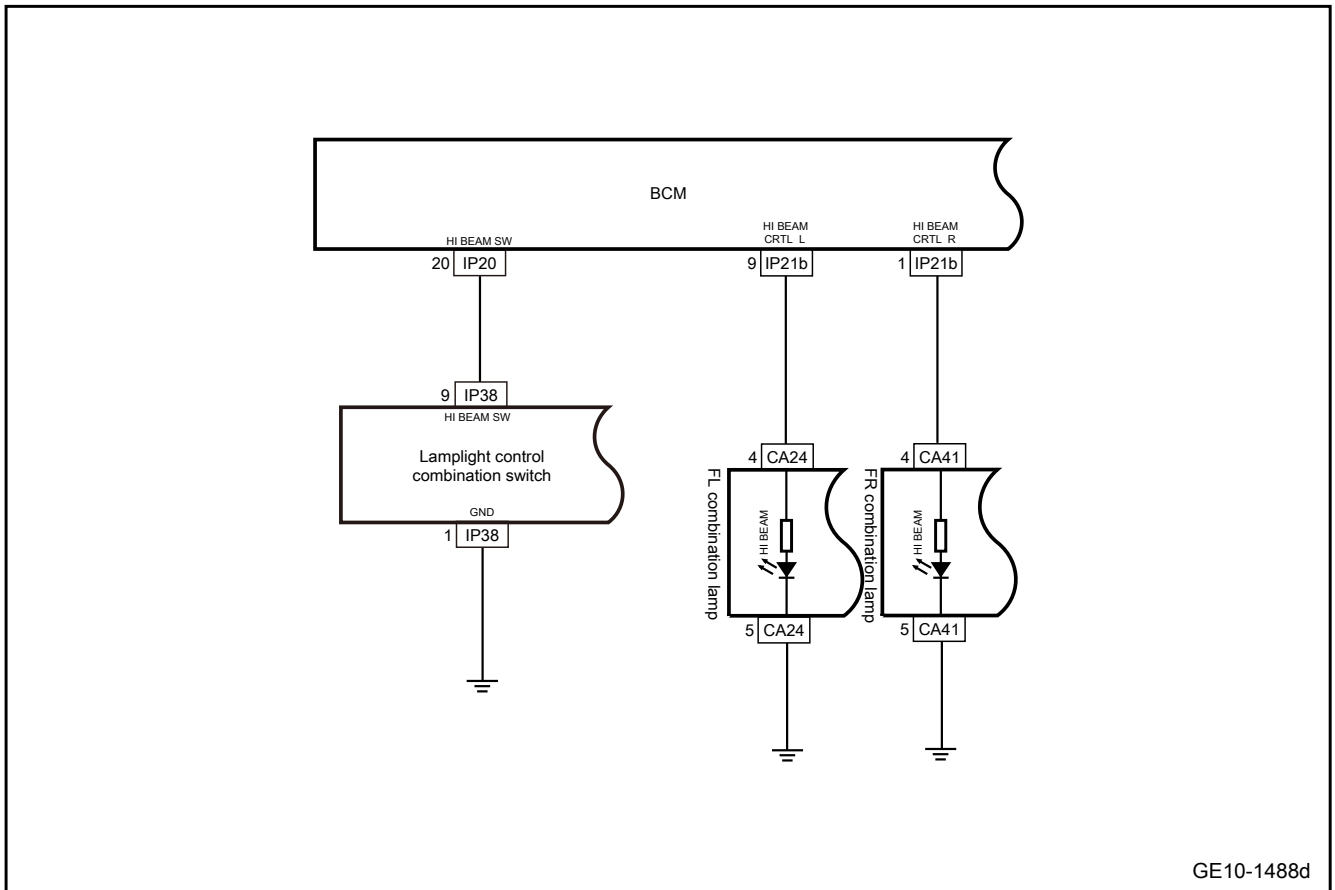 BCM
HI BEAM SW
HI BEAM
CRTL L
HI BEAM
CRTL R
20 IP20
9 IP21b
1 IP21b
9 IP38
HI BEAM SW
Lamplight control
combination switch
GND
1 IP38
4 CA24
FL combination lamp
HI BEAM
5 CA24
4 CA41
FR combination lamp
HI BEAM
5 CA41
GE10-1488d